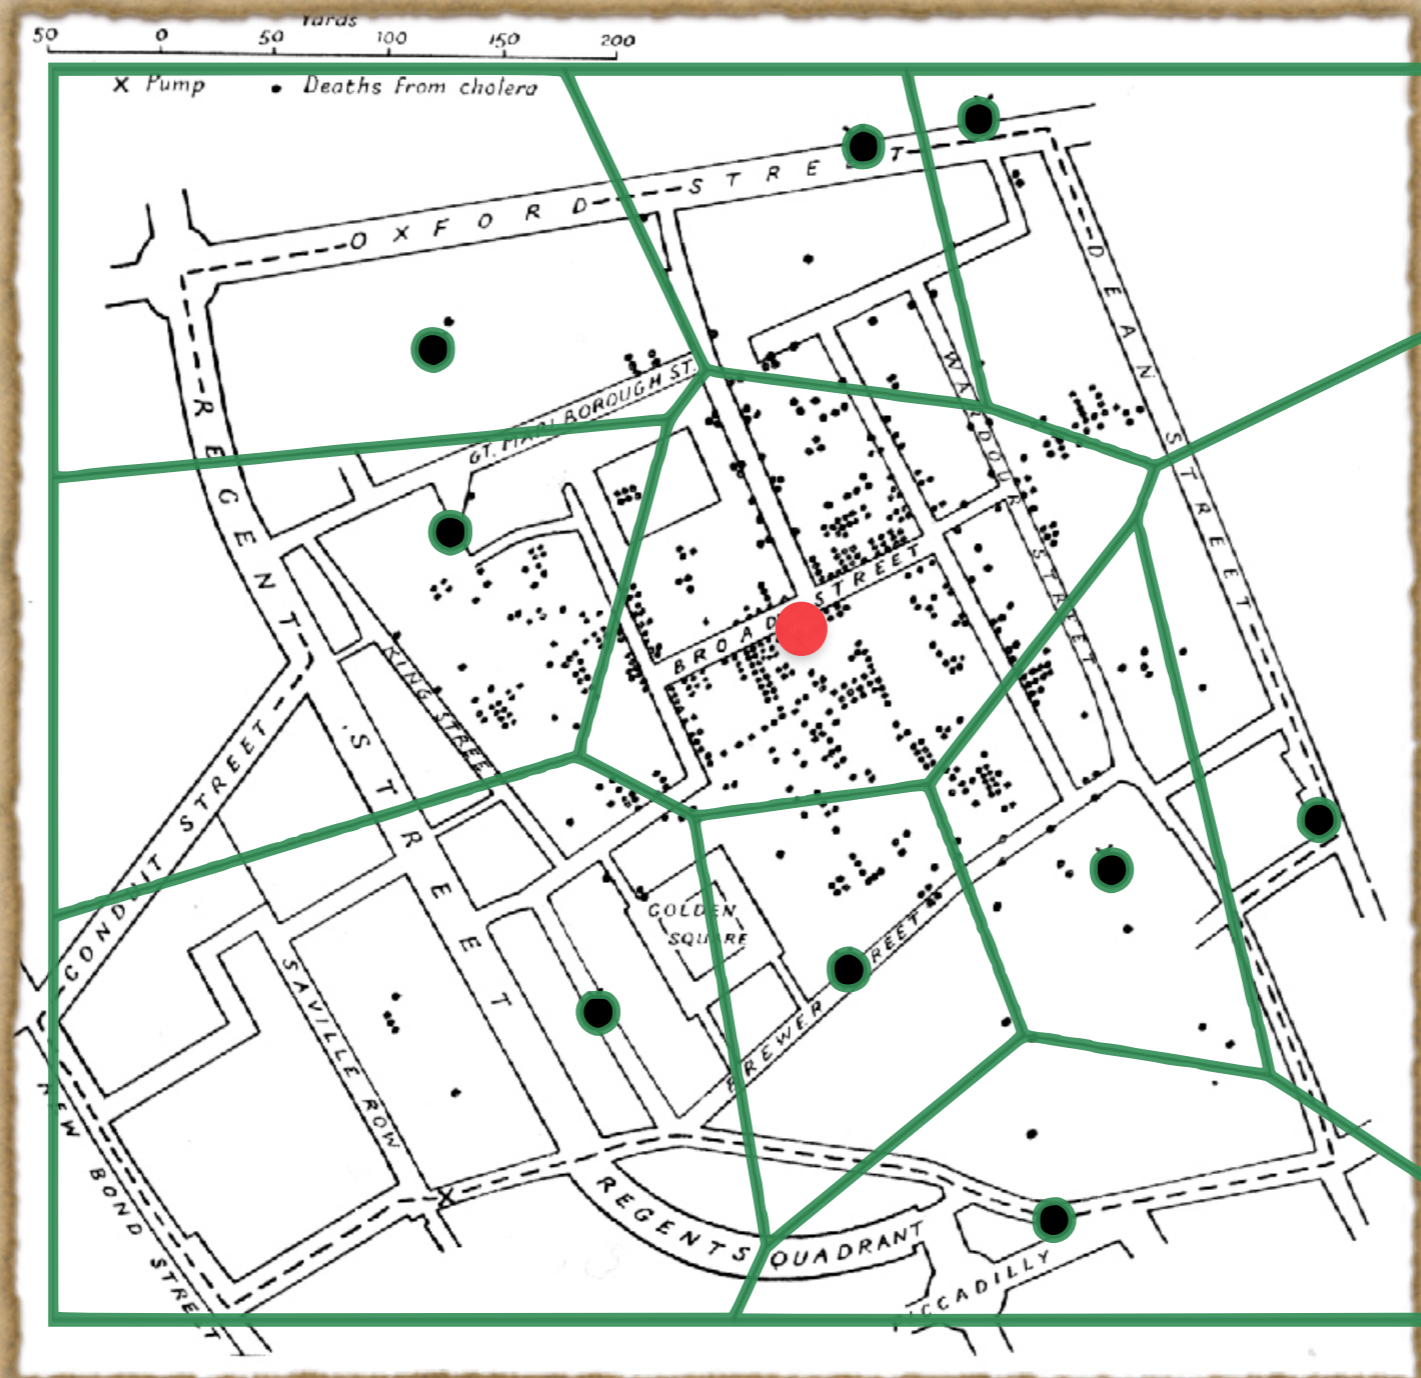 Yards
50 0 50 100 150 200
x Pump • Deaths from cholera
OXFORD STREET
DEAN STREET
REGENT STREET
GT. MARLBOROUGH ST.
WARDOUR STREET
BROAD STREET
KING STREET
CONDUIT STREET
GOLDEN
SQUARE
SAVILLE ROW
BREWER STREET
NEW BOND STREET
REGENTS QUADRANT
PICCADILLY